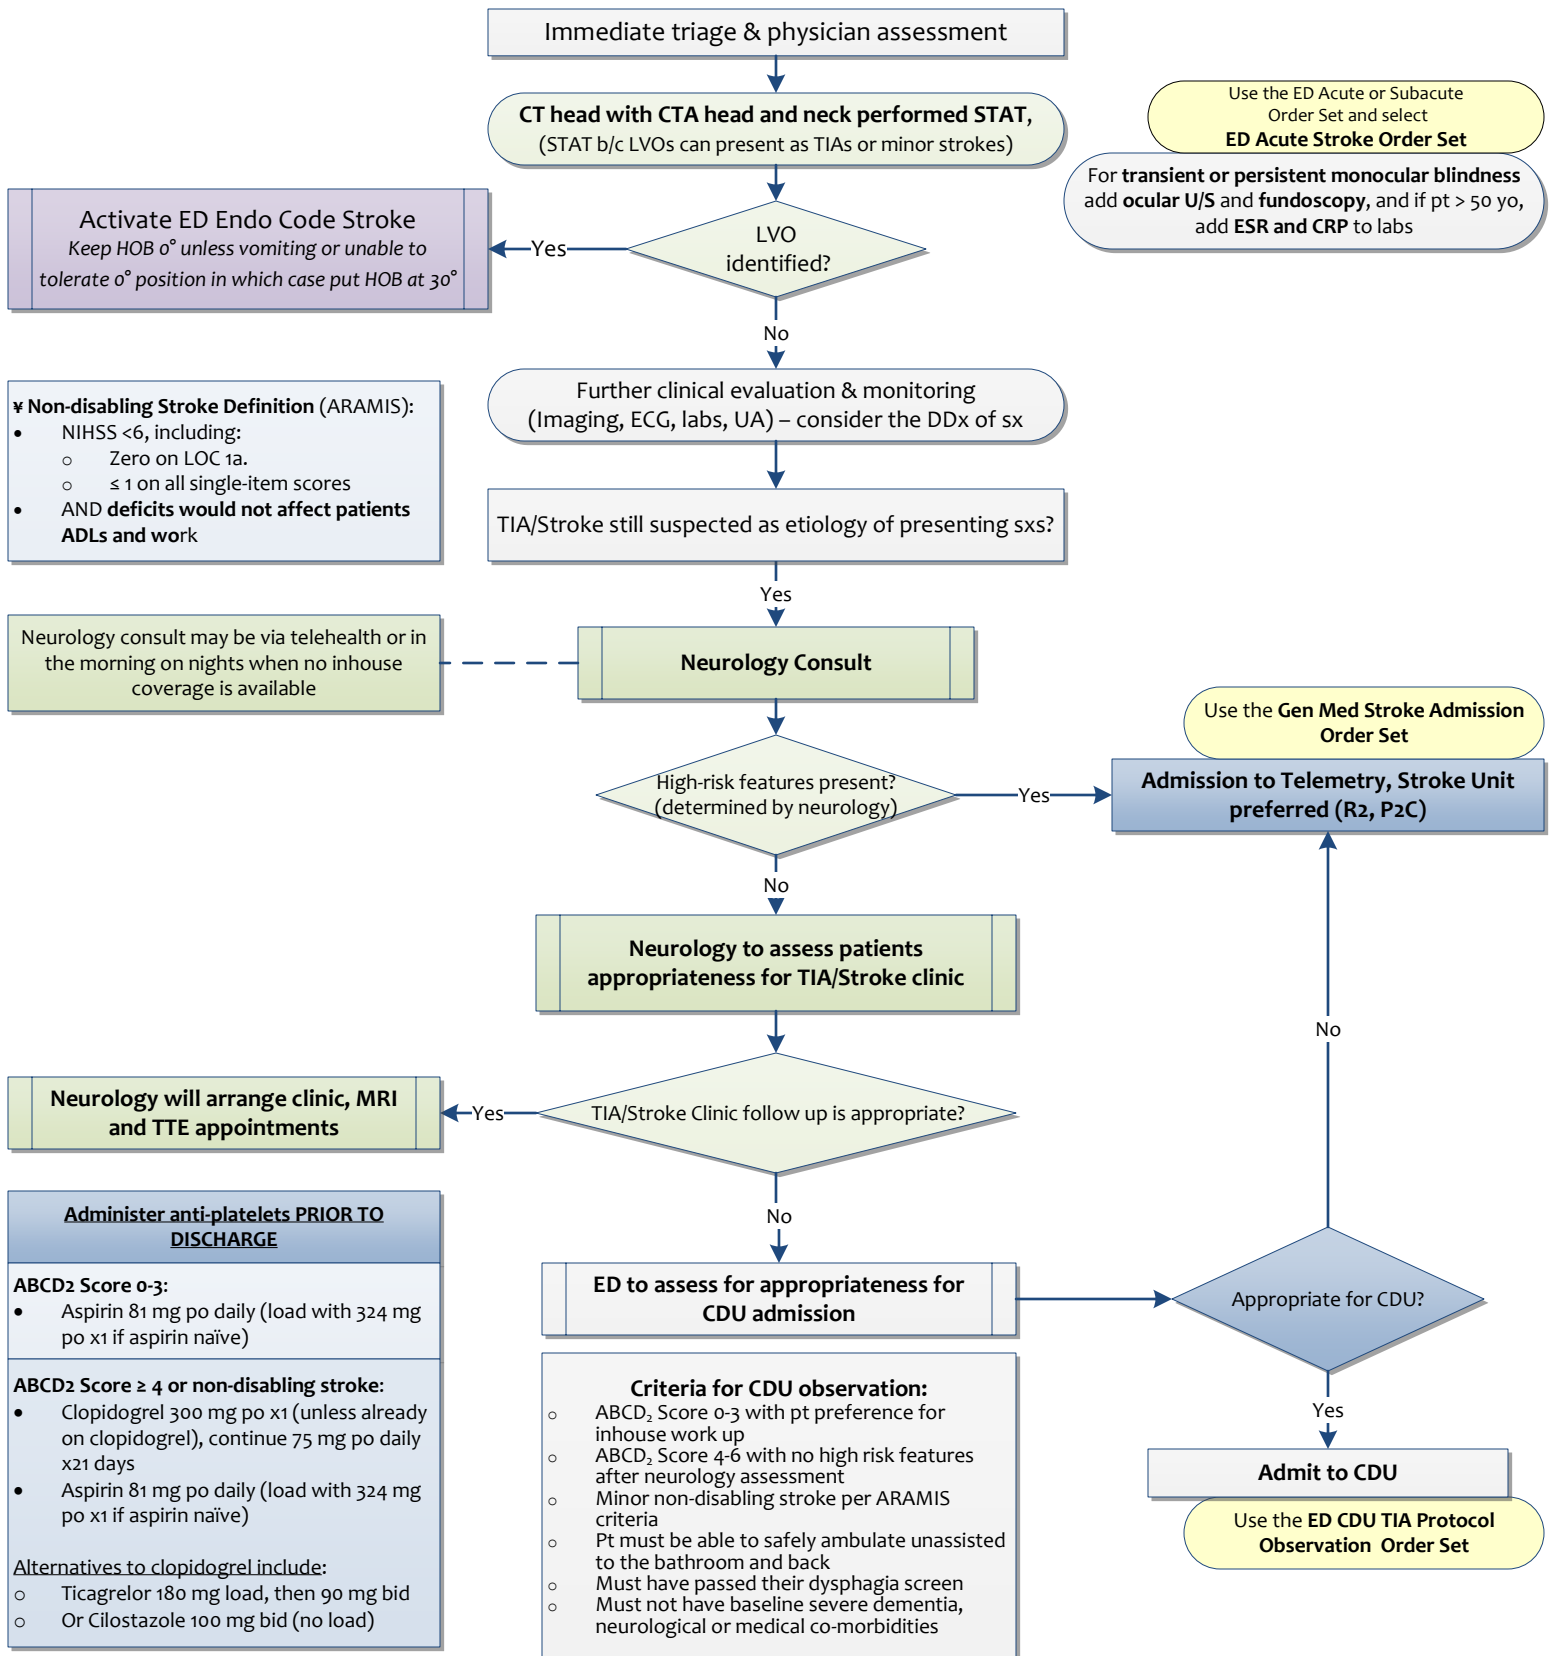 Immediate triage & physician assessment
CT head with CTA head and neck performed STAT,
(STAT b/c LVOs can present as TIAs or minor strokes)
Use the ED Acute or Subacute
Order Set and select
ED Acute Stroke Order Set
For transient or persistent monocular blindness
add ocular U/S and fundoscopy, and if pt > 50 yo,
add ESR and CRP to labs
Activate ED Endo Code Stroke
Keep HOB 0° unless vomiting or unable to
tolerate 0° position in which case put HOB at 30°
Yes
LVO
identified?
No
Further clinical evaluation & monitoring
(Imaging, ECG, labs, UA) – consider the DDx of sx
¥ Non-disabling Stroke Definition (ARAMIS):
• NIHSS <6, including:
o Zero on LOC 1a.
o ≤ 1 on all single-item scores
• AND deficits would not affect patients
ADLs and work
TIA/Stroke still suspected as etiology of presenting sxs?
Yes
Neurology consult may be via telehealth or in
the morning on nights when no inhouse
coverage is available
Neurology Consult
Use the Gen Med Stroke Admission
Order Set
High-risk features present?
(determined by neurology)
Yes
Admission to Telemetry, Stroke Unit
preferred (R2, P2C)
No
Neurology to assess patients
appropriateness for TIA/Stroke clinic
No
Neurology will arrange clinic, MRI
and TTE appointments
Yes
TIA/Stroke Clinic follow up is appropriate?
No
Administer anti-platelets PRIOR TO
DISCHARGE
ABCD2 Score 0-3:
• Aspirin 81 mg po daily (load with 324 mg
po x1 if aspirin naïve)
ABCD2 Score ≥ 4 or non-disabling stroke:
• Clopidogrel 300 mg po x1 (unless already
on clopidogrel), continue 75 mg po daily
x21 days
• Aspirin 81 mg po daily (load with 324 mg
po x1 if aspirin naïve)
Alternatives to clopidogrel include:
o Ticagrelor 180 mg load, then 90 mg bid
o Or Cilostazole 100 mg bid (no load)
ED to assess for appropriateness for
CDU admission
Appropriate for CDU?
Criteria for CDU observation:
o ABCD₂ Score 0-3 with pt preference for
inhouse work up
o ABCD₂ Score 4-6 with no high risk features
after neurology assessment
o Minor non-disabling stroke per ARAMIS
criteria
o Pt must be able to safely ambulate unassisted
to the bathroom and back
o Must have passed their dysphagia screen
o Must not have baseline severe dementia,
neurological or medical co-morbidities
Yes
Admit to CDU
Use the ED CDU TIA Protocol
Observation Order Set